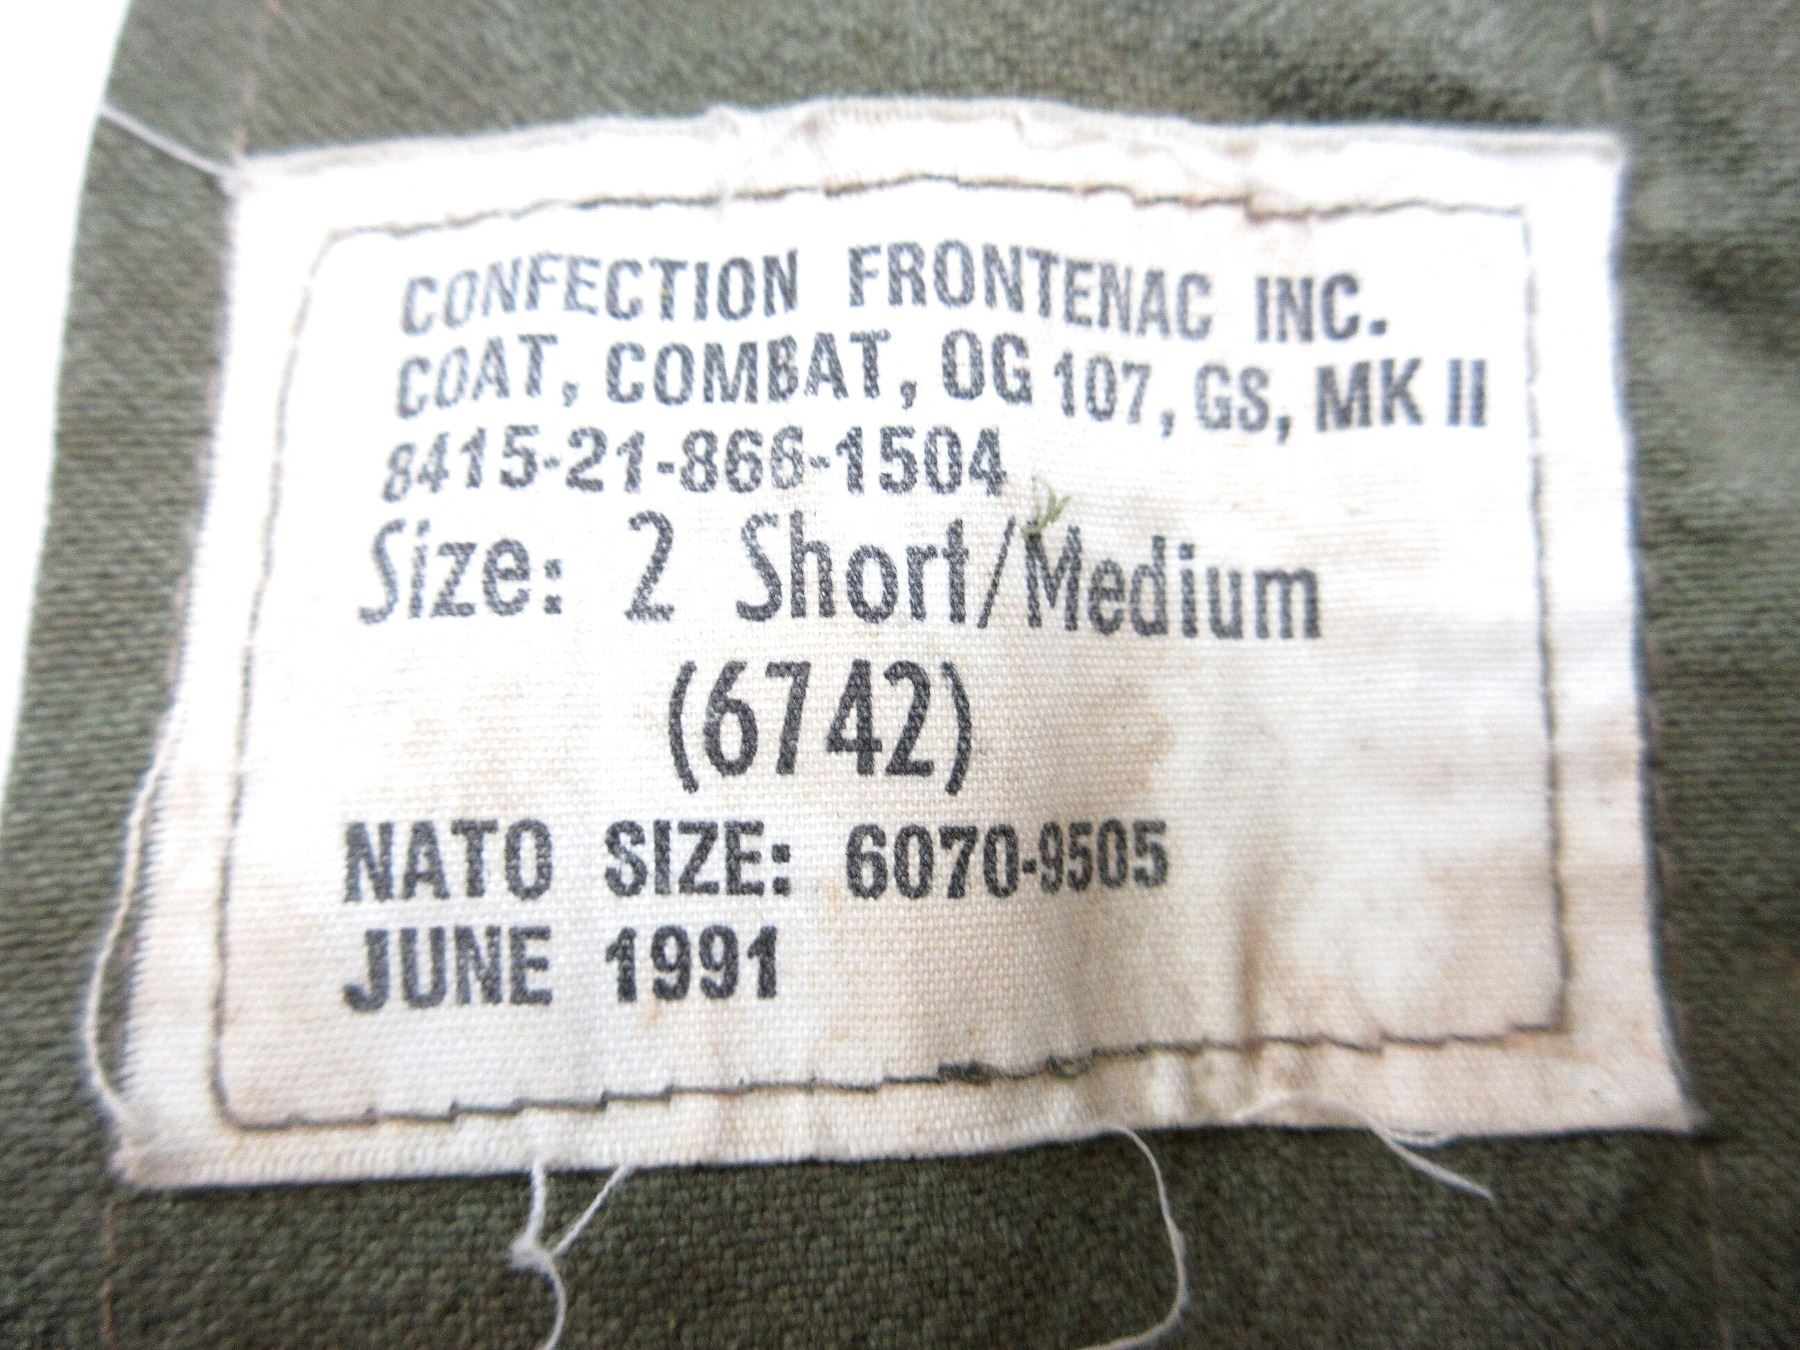 CONFECTION FRONTENAC INC.
COAT, COMBAT, OG 107, GS, MK II
8415-21-866-1504
Size: 2 Short/Medium
(6742)
NATO SIZE: 6070-9505
JUNE 1991